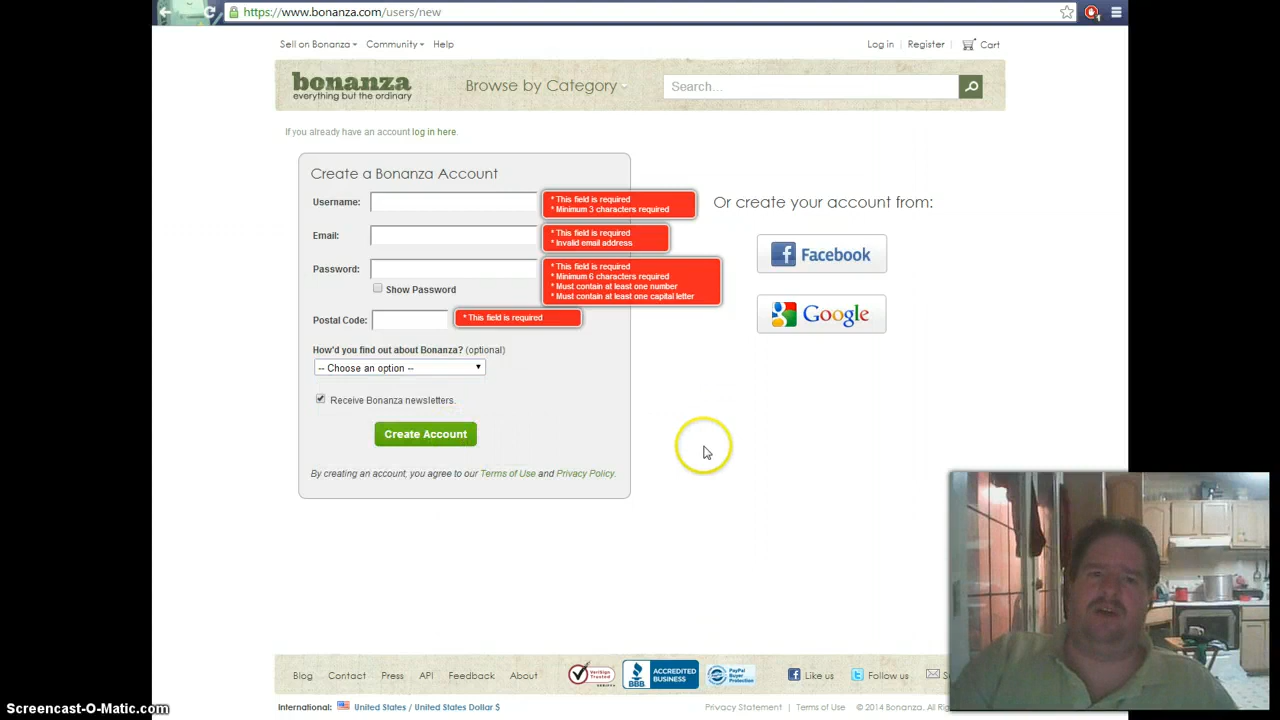 https://www.bonanza.com/users/new
Sell on Bonanza Community Help
Log in | Register | Cart
bonanza
everything but the ordinary
Browse by Category
Search...
If you already have an account log in here.
Create a Bonanza Account
Username:
* This field is required
* Minimum 3 characters required
Email:
* This field is required
* Invalid email address
Password:
* This field is required
* Minimum 6 characters required
* Must contain at least one number
* Must contain at least one capital letter
Show Password
Postal Code:
* This field is required
How'd you find out about Bonanza? (optional)
-- Choose an option --
Receive Bonanza newsletters.
Create Account
By creating an account, you agree to our Terms of Use and Privacy Policy.
Or create your account from:
Facebook
Google
Blog Contact Press API Feedback About
VeriSign
Trusted
BBB
ACCREDITED
BUSINESS
PayPal
Buyer
Protection
Like us
Follow us
International: United States / United States Dollar $
Privacy Statement | Terms of Use | © 2014 Bonanza. All
Screencast-O-Matic.com